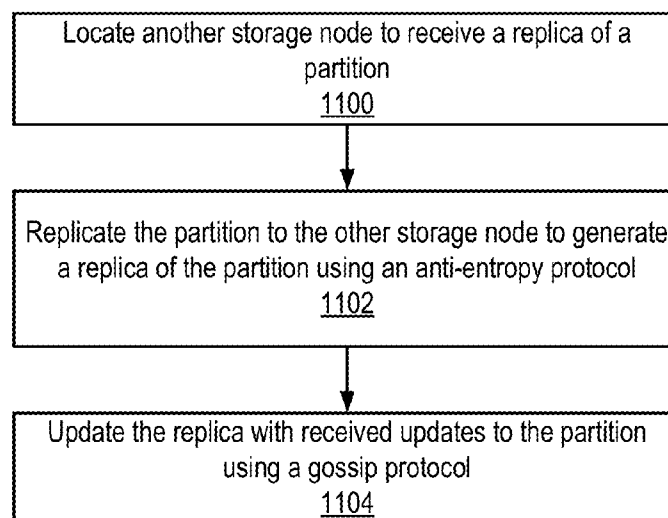 Locate another storage node to receive a replica of a
partition
1100
Replicate the partition to the other storage node to generate
a replica of the partition using an anti-entropy protocol
1102
Update the replica with received updates to the partition
using a gossip protocol
1104